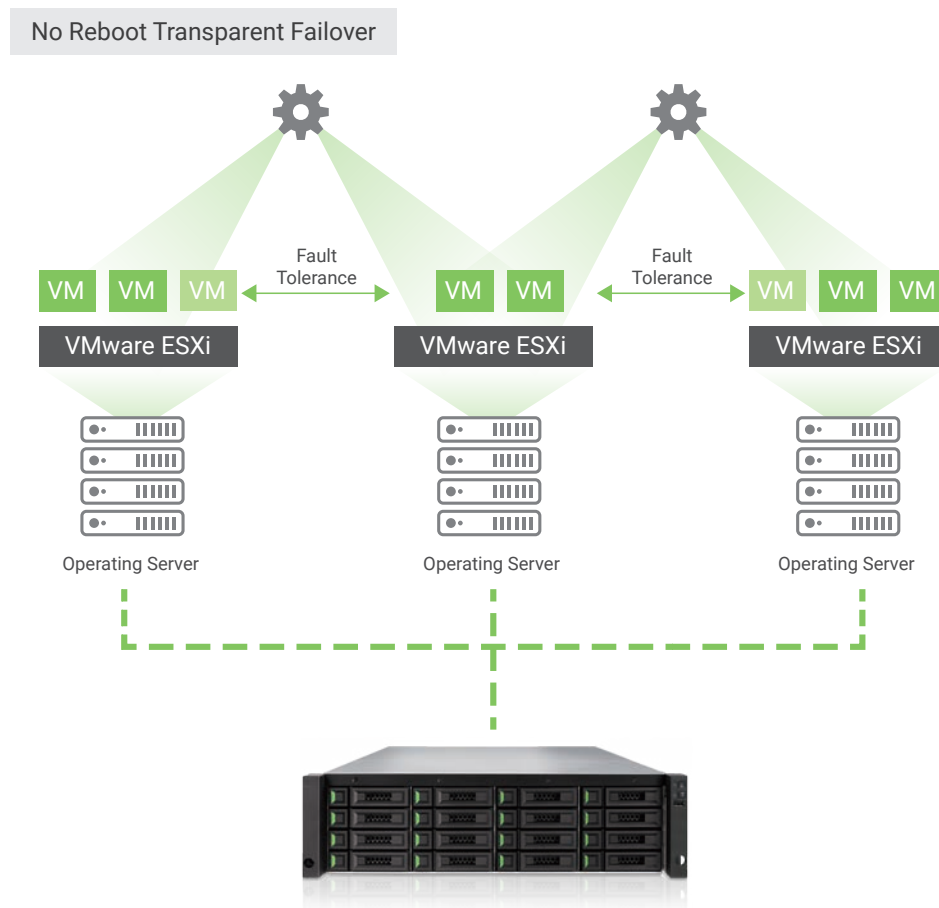 No Reboot Transparent Failover
Fault
Tolerance
Fault
Tolerance
VM VM VM
VM VM
VM VM VM
VMware ESXi
VMware ESXi
VMware ESXi
Operating Server
Operating Server
Operating Server